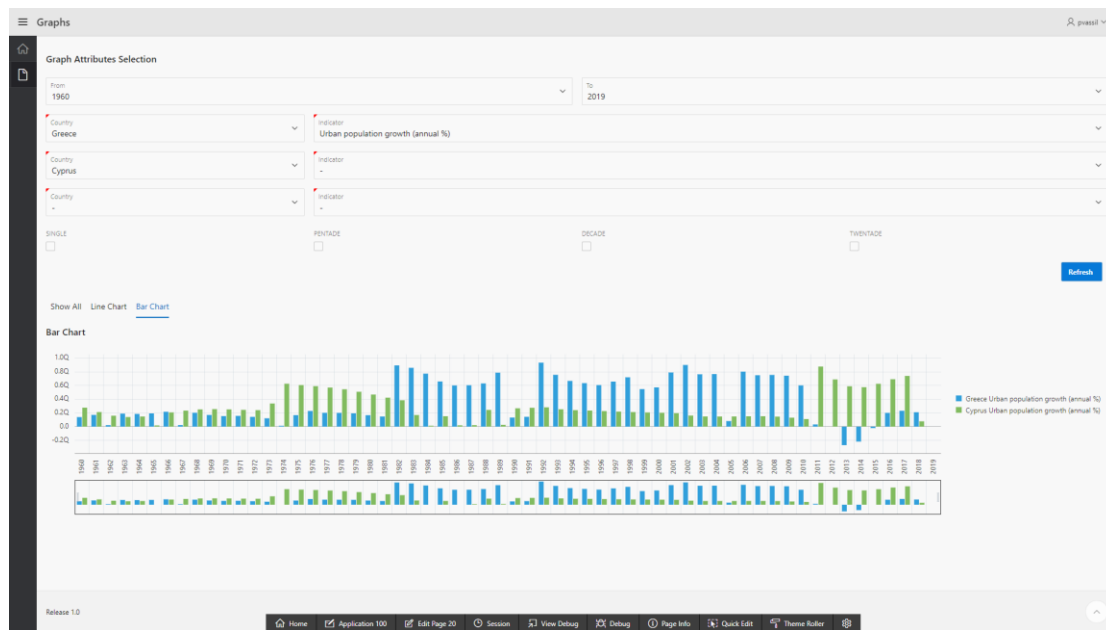 Graphs
pvassil
Graph Attributes Selection
From
1960
To
2019
Country
Greece
Indicator
Urban population growth (annual %)
Country
Cyprus
Indicator
-
Country
-
Indicator
-
SINGLE
PENTADE
DECADE
TWENTADE
Refresh
Show All Line Chart Bar Chart
Bar Chart
1.0Q
0.8Q
0.6Q
0.4Q
0.2Q
0.0
-0.2Q
Greece Urban population growth (annual %)
Cyprus Urban population growth (annual %)
1960 1961 1962 1963 1964 1965 1966 1967 1968 1969 1970 1971 1972 1973 1974 1975 1976 1977 1978 1979 1980 1981 1982 1983 1984 1985 1986 1987 1988 1989 1990 1991 1992 1993 1994 1995 1996 1997 1998 1999 2000 2001 2002 2003 2004 2005 2006 2007 2008 2009 2010 2011 2012 2013 2014 2015 2016 2017 2018 2019
Release 1.0
Home Application 100 Edit Page 20 Session View Debug Debug Page Info Quick Edit Theme Roller